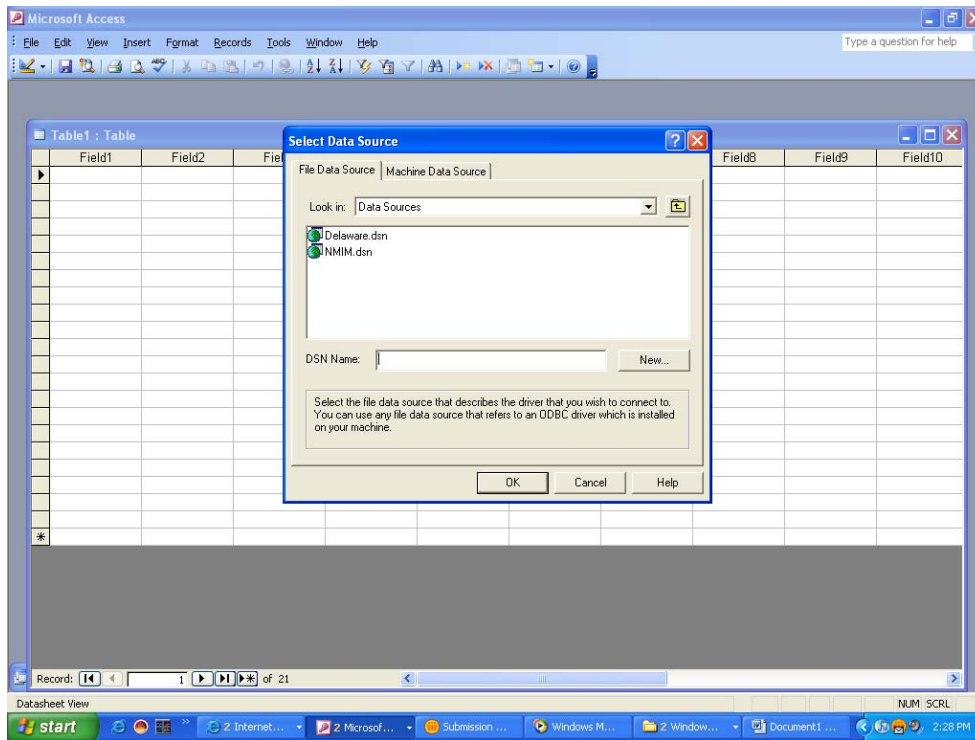 Microsoft Access
File Edit View Insert Format Records Tools Window Help
Type a question for help
Table1 : Table
Field1 Field2 Fiel Field8 Field9 Field10
Select Data Source
File Data Source Machine Data Source
Look in: Data Sources
Delaware.dsn
NMIM.dsn
DSN Name: New...
Select the file data source that describes the driver that you wish to connect to.
You can use any file data source that refers to an ODBC driver which is installed
on your machine.
OK Cancel Help
Record: 1 of 21
Datasheet View NUM SCRL
start 2 Internet... 2 Microsof... Submission ... Windows M... 2 Window... Document1 ... 2:28 PM